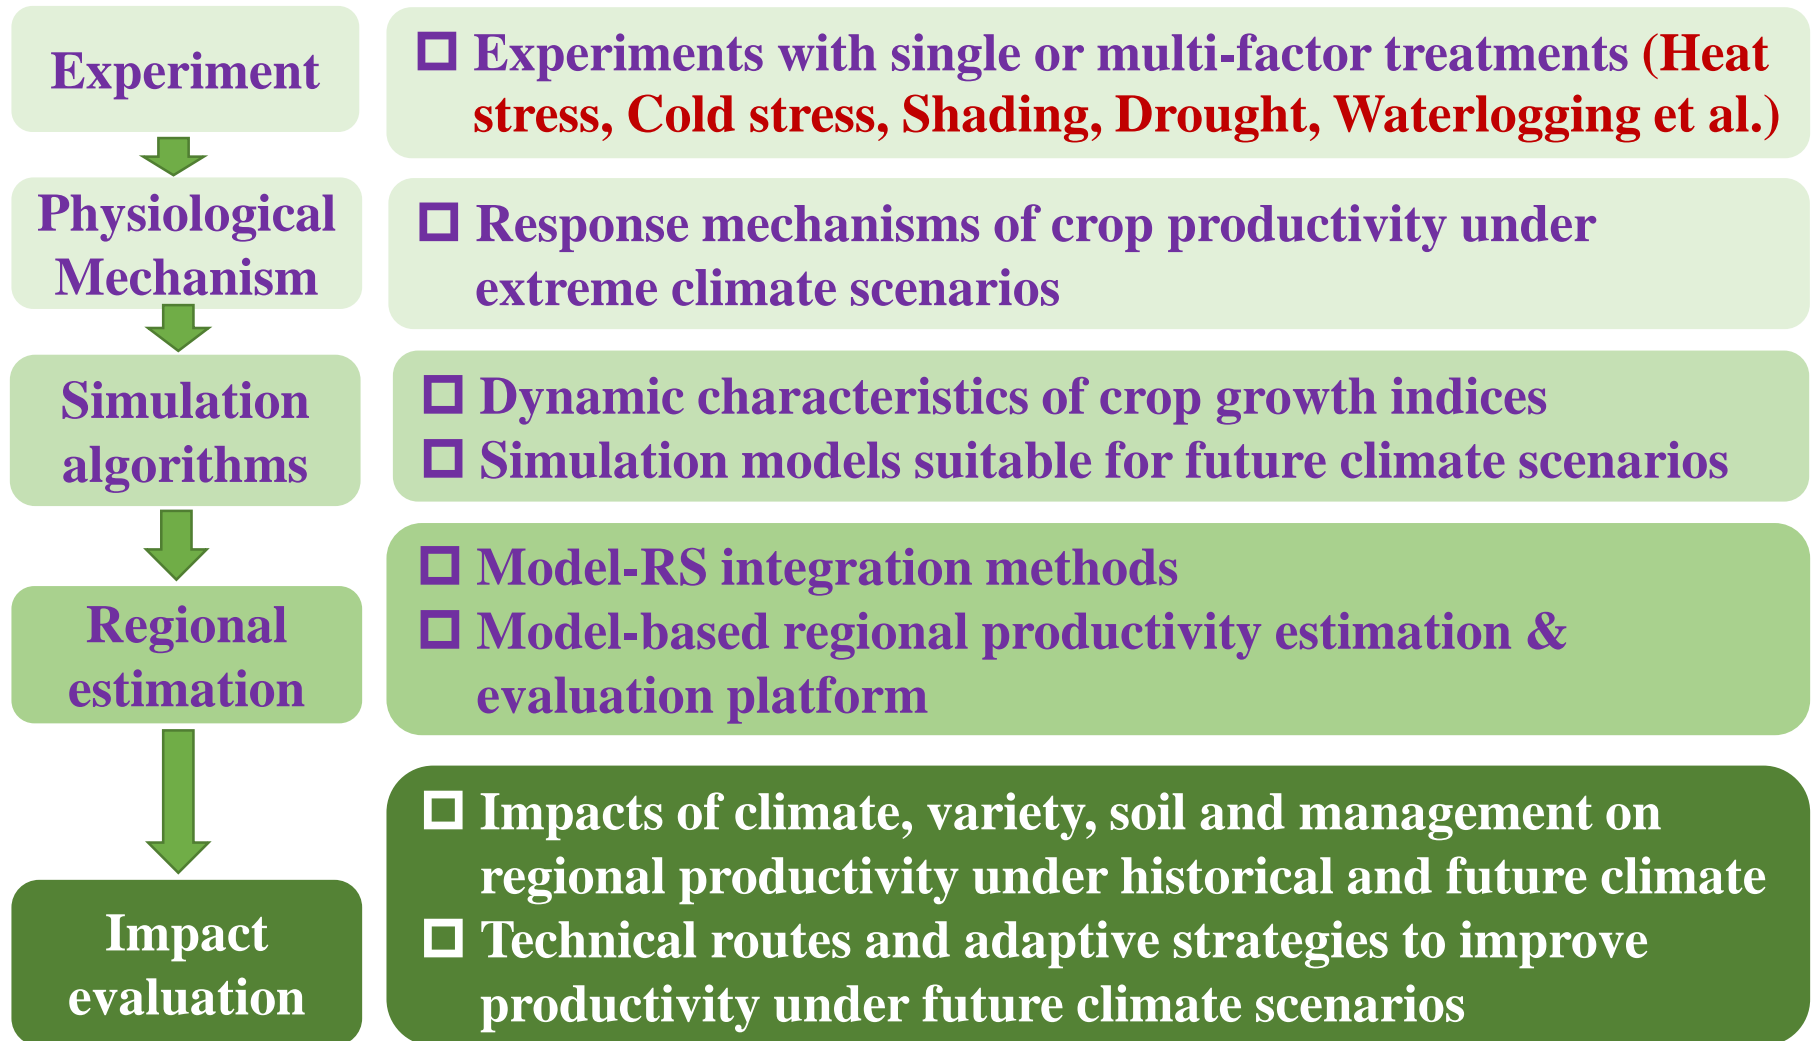 Experiment
Experiments with single or multi-factor treatments (Heat
stress, Cold stress, Shading, Drought, Waterlogging et al.)
Physiological
Mechanism
Response mechanisms of crop productivity under
extreme climate scenarios
Simulation
algorithms
Dynamic characteristics of crop growth indices
Simulation models suitable for future climate scenarios
Regional
estimation
Model-RS integration methods
Model-based regional productivity estimation &
evaluation platform
Impact
evaluation
Impacts of climate, variety, soil and management on
regional productivity under historical and future climate
Technical routes and adaptive strategies to improve
productivity under future climate scenarios